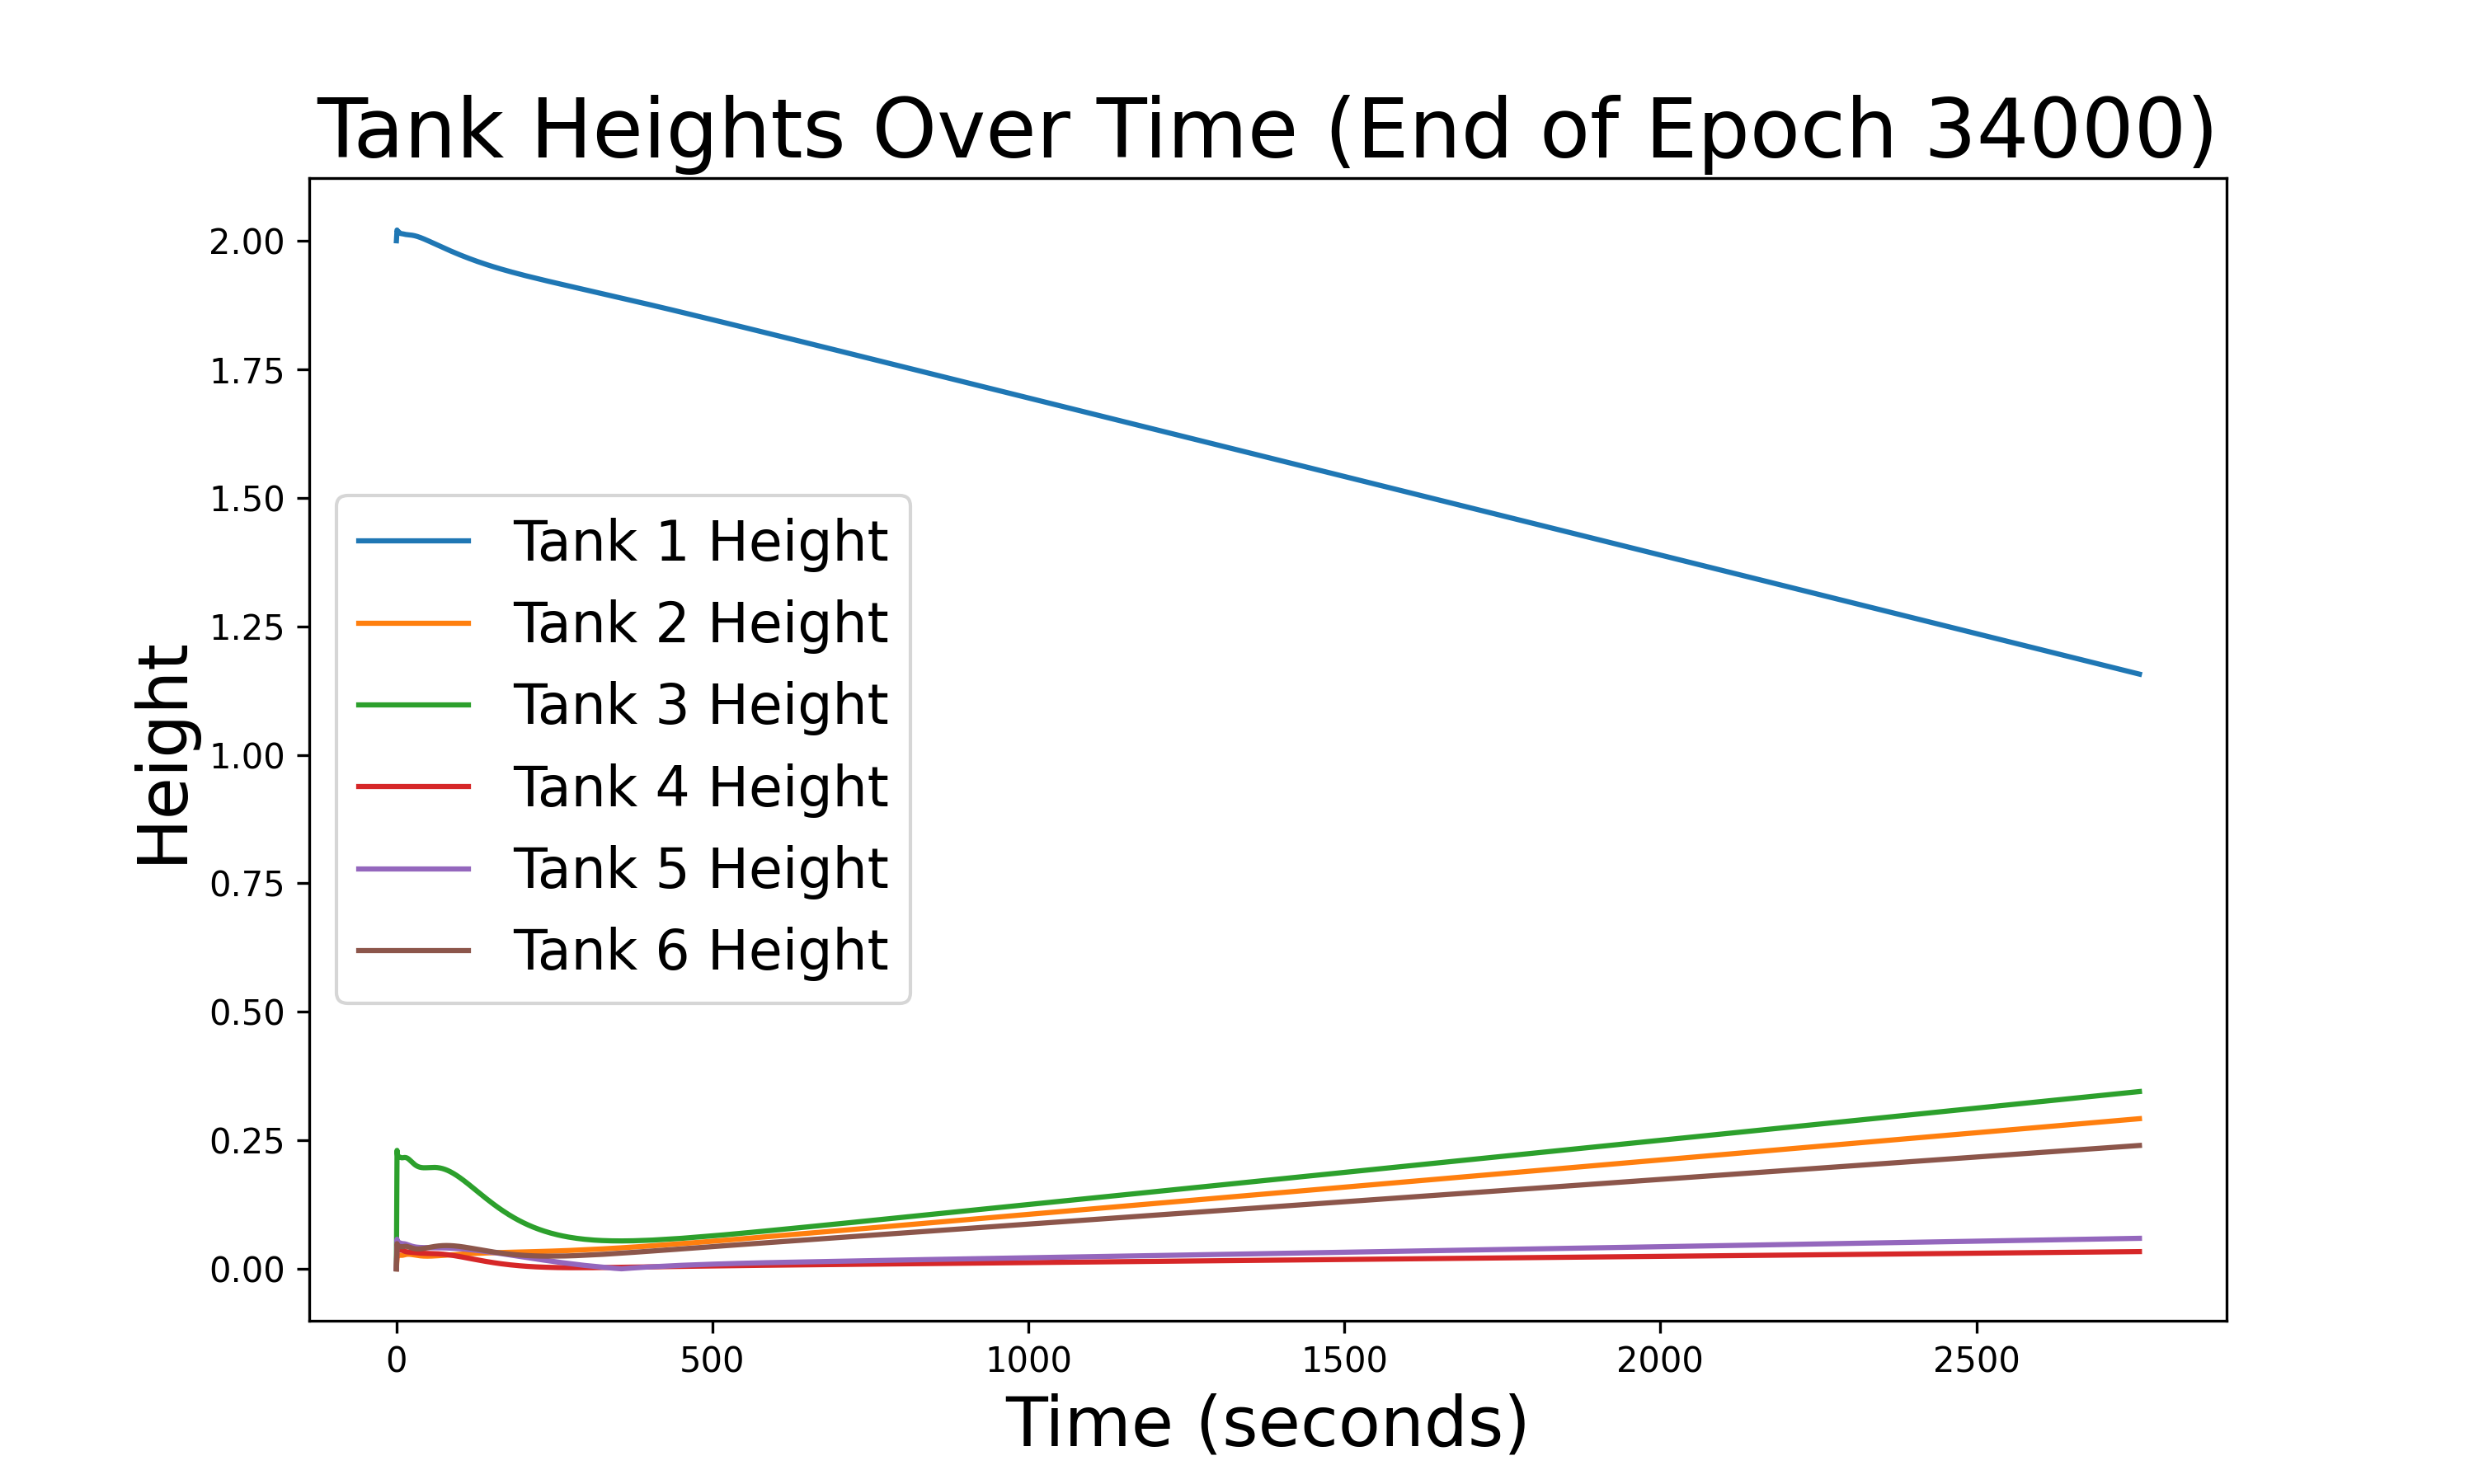 Tank Heights Over Time (End of Epoch 34000)
Height
2.00
1.75
1.50
1.25
1.00
0.75
0.50
0.25
0.00
Tank 1 Height
Tank 2 Height
Tank 3 Height
Tank 4 Height
Tank 5 Height
Tank 6 Height
0 500 1000 1500 2000 2500
Time (seconds)